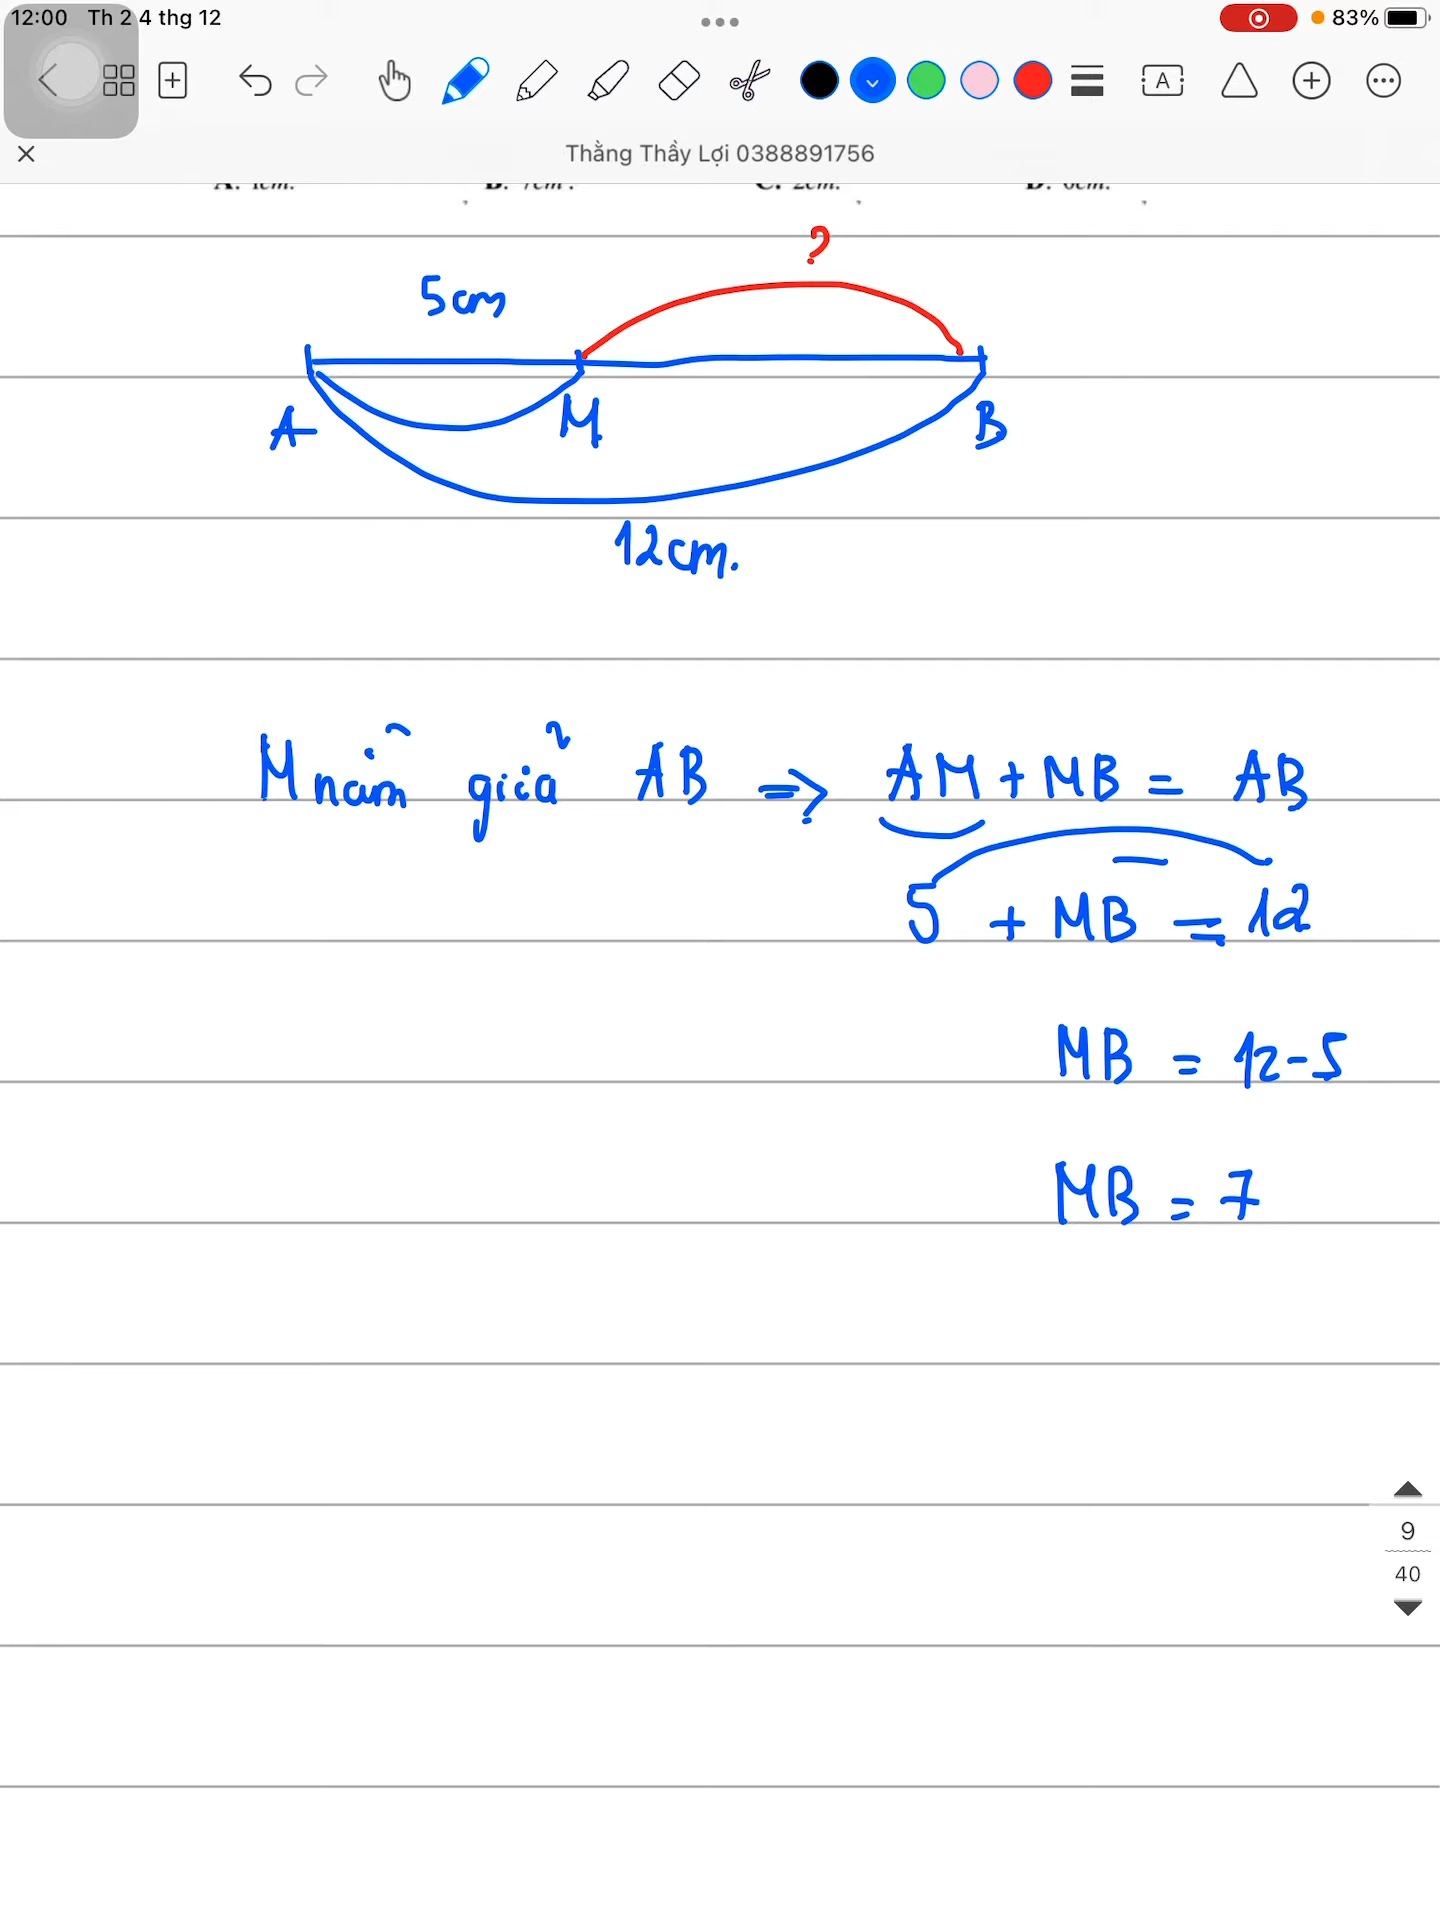 12:00 Th 2 4 thg 12
83%
A
Thằng Thầy Lợi 0388891756
?
5cm
A M B
12cm.
M nằm giữa AB => AM + MB = AB
5 + MB = 12
MB = 12 - 5
MB = 7
9
40